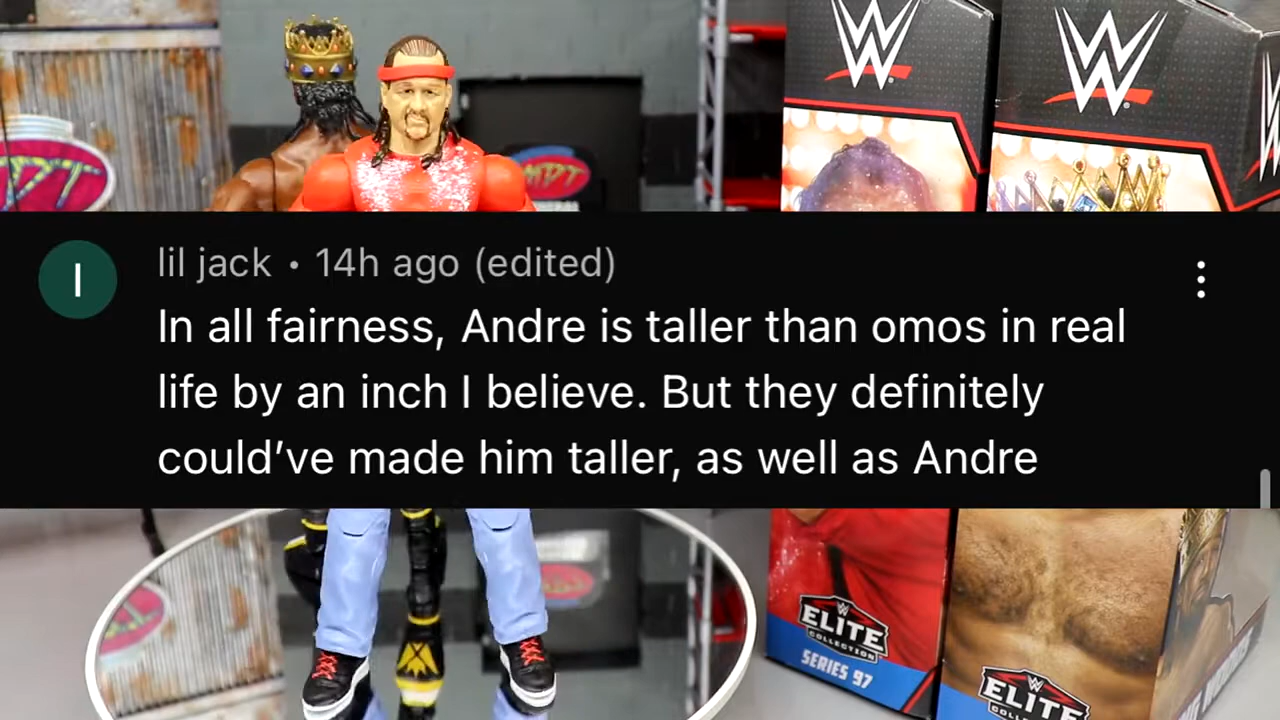 W
W
MDT
lil jack • 14h ago (edited)
In all fairness, Andre is taller than omos in real
life by an inch I believe. But they definitely
could’ve made him taller, as well as Andre
ELITE
COLLECTION
SERIES 97
ELITE